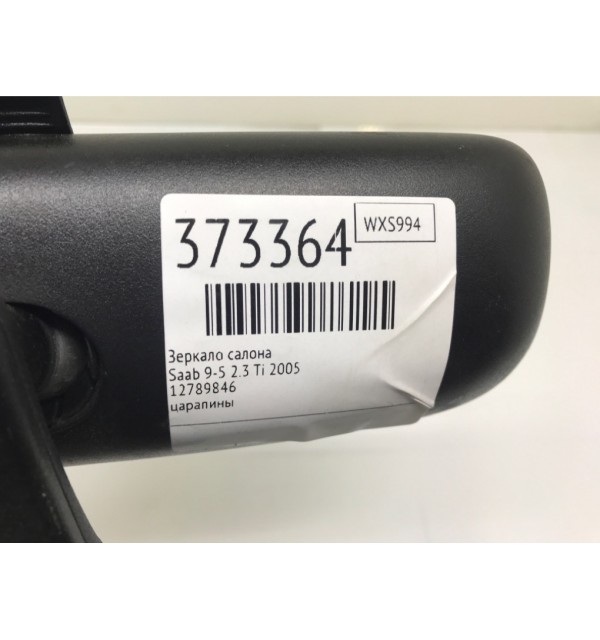 373364
WXS994
Зеркало салона
Saab 9-5 2.3 Ti 2005
12789846
царапины